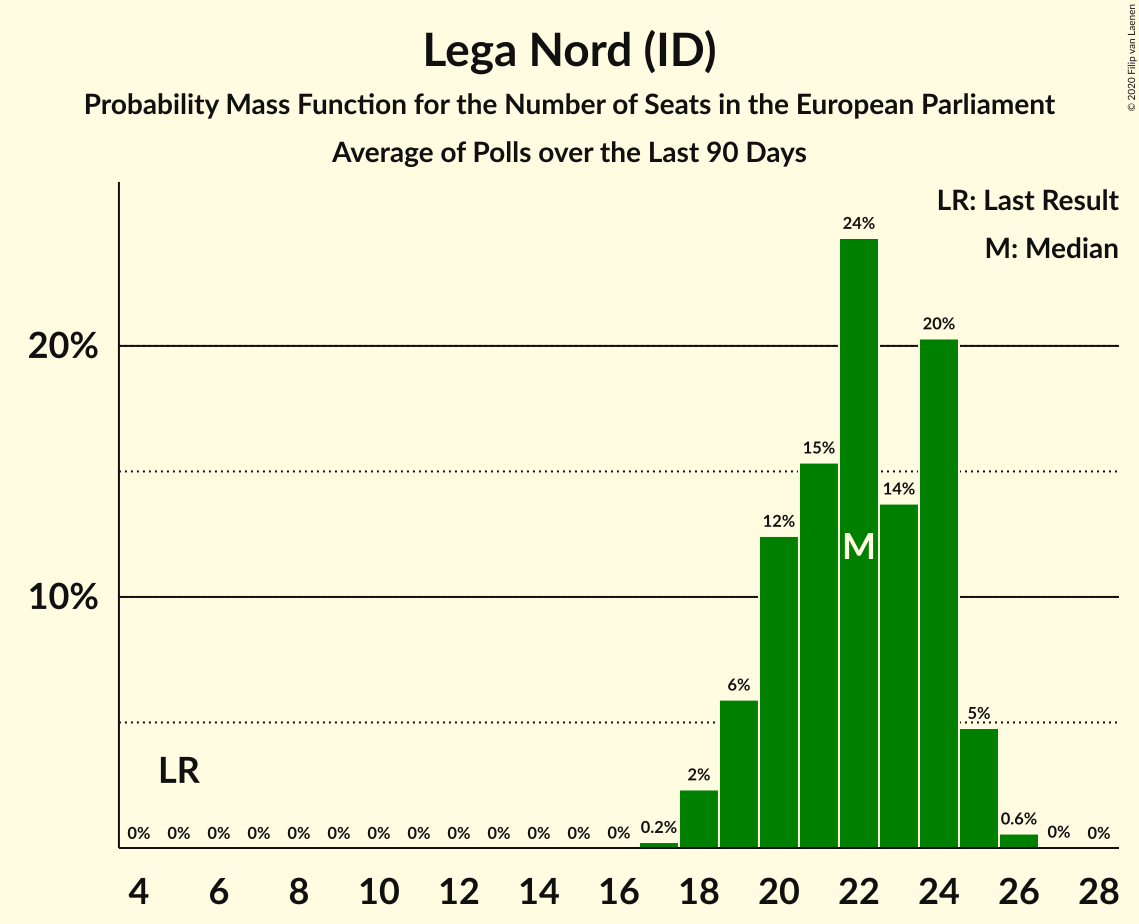 © 2020 Filip van Laenen
Lega Nord (ID)
Probability Mass Function for the Number of Seats in the European Parliament
Average of Polls over the Last 90 Days
LR: Last Result
M: Median
24%
20%
20%
15%
14%
12%
M
10%
6%
5%
LR
2%
0% 0% 0% 0% 0% 0% 0% 0% 0% 0% 0% 0% 0% 0.2% 0.6% 0% 0%
4 6 8 10 12 14 16 18 20 22 24 26 28